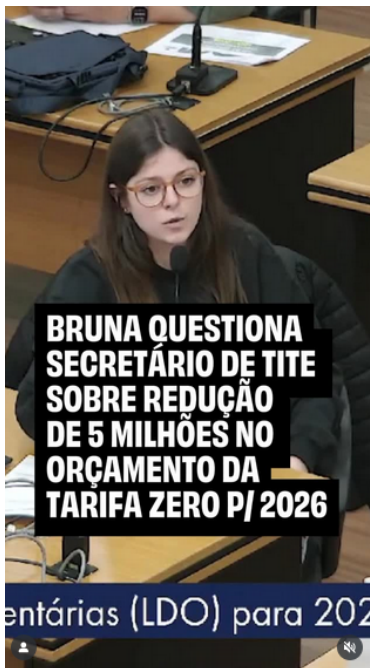 BRUNA QUESTIONA
SECRETÁRIO DE TITE
SOBRE REDUÇÃO
DE 5 MILHÕES NO
ORÇAMENTO DA
TARIFA ZERO P/ 2026
entárias (LDO) para 202